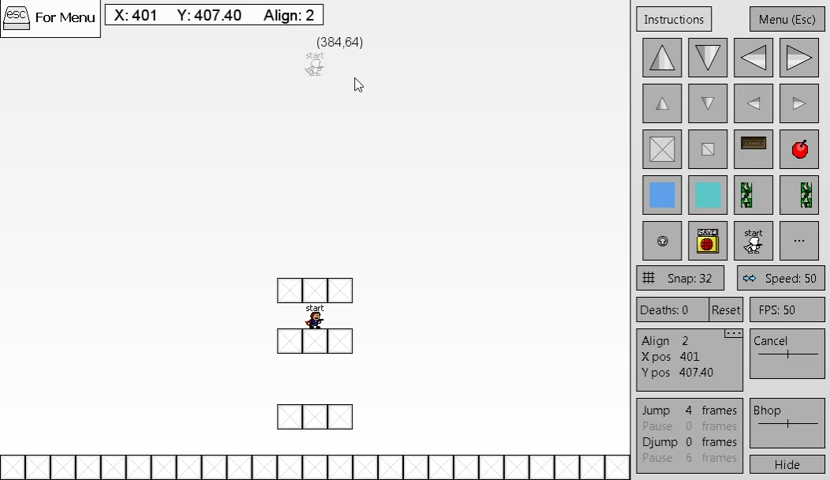 esc For Menu
X: 401 Y: 407.40 Align: 2
(384,64)
start
start
Instructions
Menu (Esc)
SAVE
start
...
Snap: 32
Speed: 50
Deaths: 0 Reset
FPS: 50
Align 2
X pos 401
Y pos 407.40
Cancel
Jump 4 frames
Pause 0 frames
Djump 0 frames
Pause 6 frames
Bhop
Hide